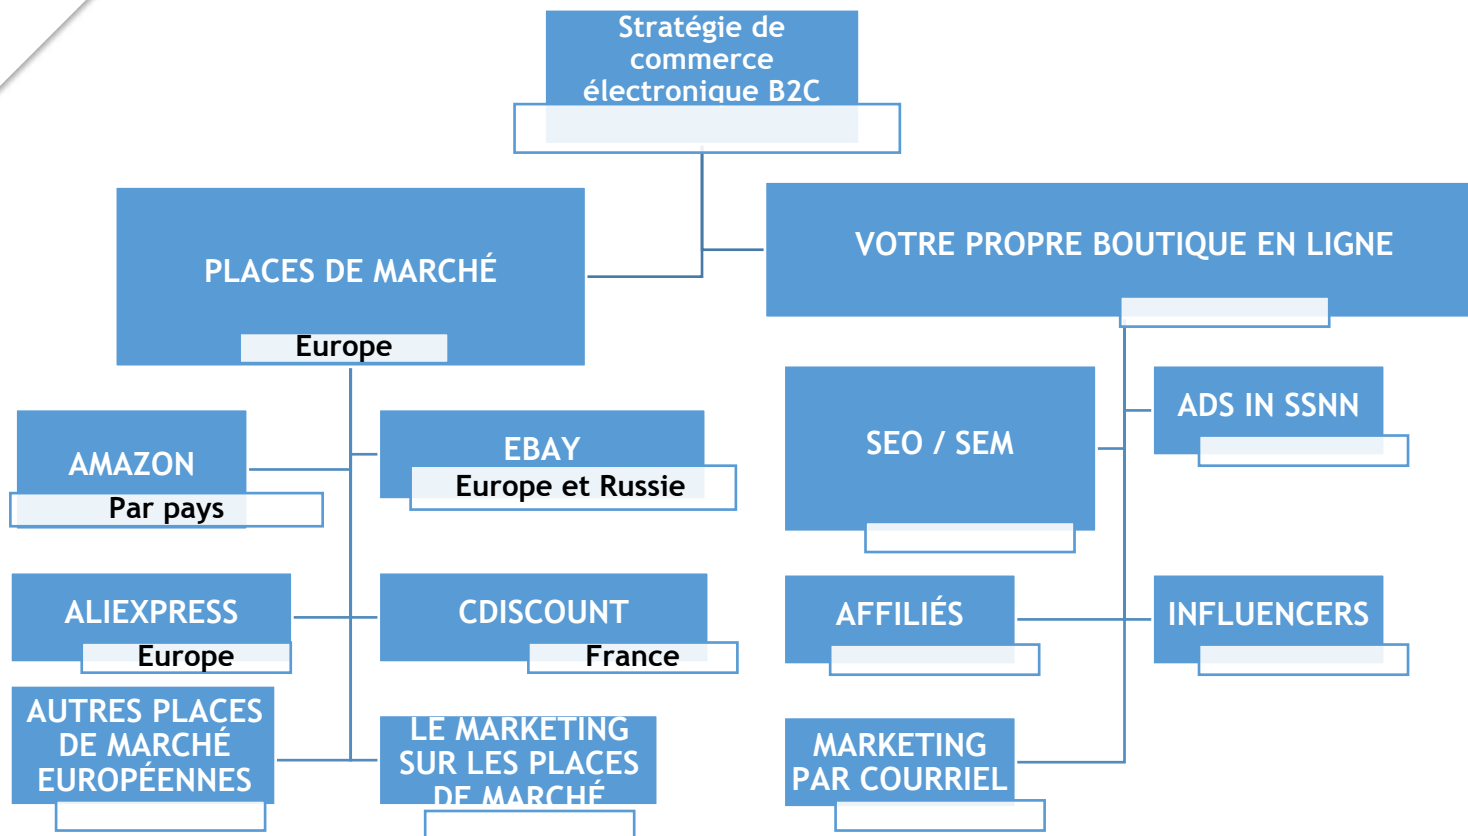 Stratégie de
commerce
électronique B2C
PLACES DE MARCHÉ
Europe
VOTRE PROPRE BOUTIQUE EN LIGNE
AMAZON
Par pays
EBAY
Europe et Russie
SEO / SEM
ADS IN SSNN
ALIEXPRESS
Europe
CDISCOUNT
France
AFFILIÉS
INFLUENCERS
AUTRES PLACES
DE MARCHÉ
EUROPÉENNES
LE MARKETING
SUR LES PLACES
DE MARCHÉ
MARKETING
PAR COURRIEL